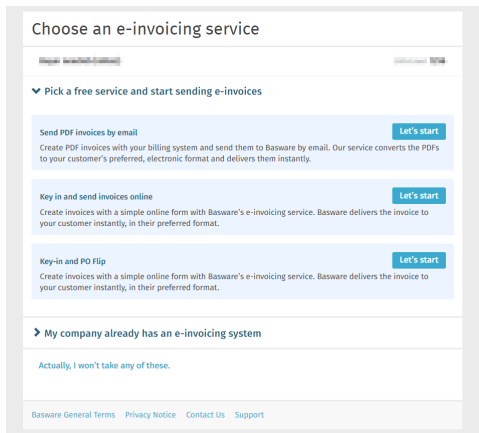 Choose an e-invoicing service
Pick a free service and start sending e-invoices
Send PDF invoices by email
Let's start
Create PDF invoices with your billing system and send them to Basware by email. Our service converts the PDFs
to your customer's preferred, electronic format and delivers them instantly.
Key in and send invoices online
Let's start
Create invoices with a simple online form with Basware's e-invoicing service. Basware delivers the invoice to
your customer instantly, in their preferred format.
Key-in and PO Flip
Let's start
Create invoices with a simple online form with Basware's e-invoicing service. Basware delivers the invoice to
your customer instantly, in their preferred format.
My company already has an e-invoicing system
Actually, I won't take any of these.
Basware General Terms Privacy Notice Contact Us Support